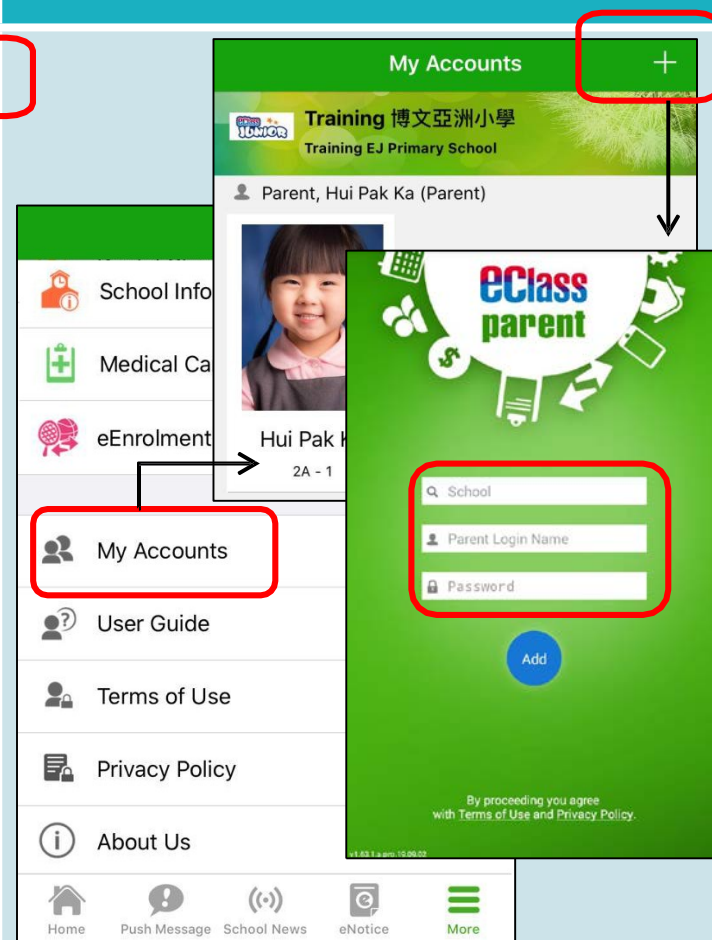 My Accounts
eClass
JUNIOR
Training 博文亞洲小學
Training EJ Primary School
Parent, Hui Pak Ka (Parent)
Hui Pak
2A - 1
School Info
Medical Ca
eEnrolment
My Accounts
User Guide
Terms of Use
Privacy Policy
About Us
Home
Push Message
School News
eNotice
More
eClass
parent
School
Parent Login Name
Password
Add
By proceeding you agree
with Terms of Use and Privacy Policy.